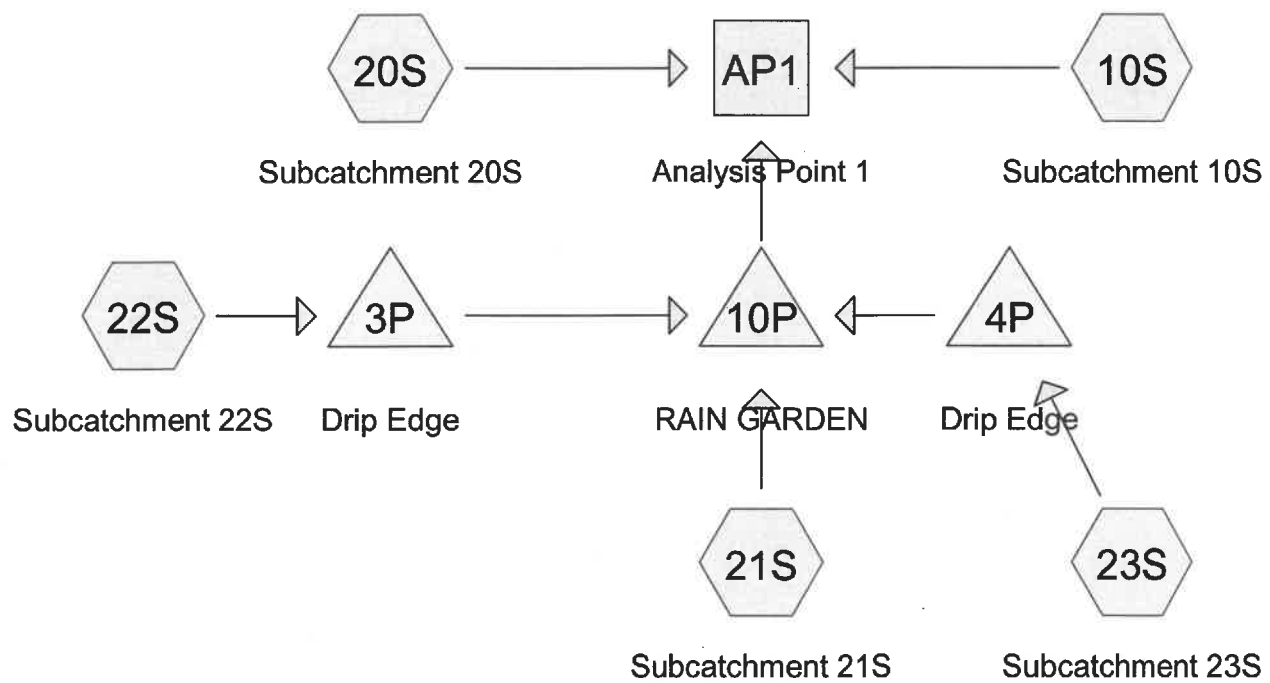 20S
AP1
10S
Subcatchment 20S
Analysis Point 1
Subcatchment 10S
22S
3P
10P
4P
Subcatchment 22S
Drip Edge
RAIN GARDEN
Drip Edge
21S
23S
Subcatchment 21S
Subcatchment 23S